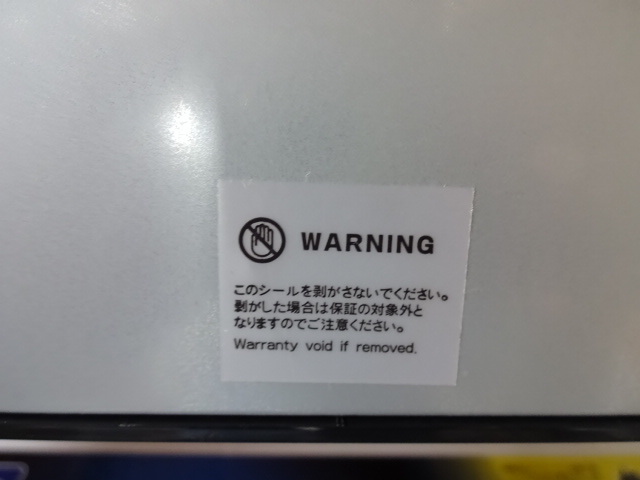 WARNING
このシールを剥がさないでください。
剥がした場合は保証の対象外と
なりますのでご注意ください。
Warranty void if removed.